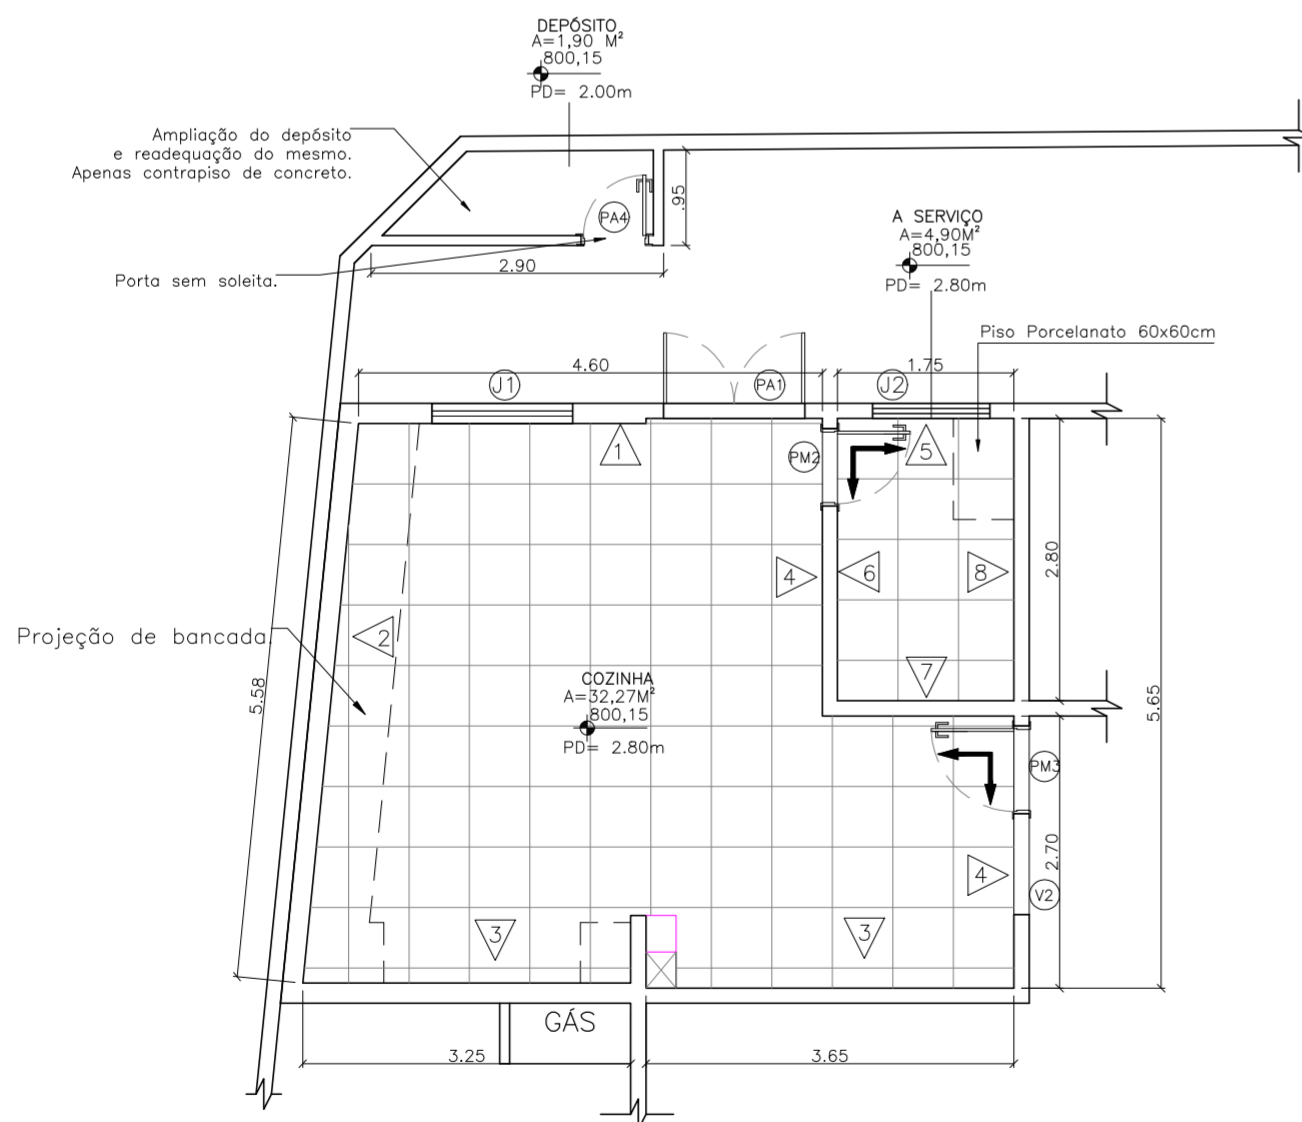 DEPÓSITO
A=1,90 M²
800,15
PD= 2.00m
Ampliação do depósito
e readequação do mesmo.
Apenas contrapiso de concreto.
.95
PA4
Porta sem soleita.
2.90
A SERVIÇO
A=4,90M²
800,15
PD= 2.80m
Piso Porcelanato 60x60cm
4.60
1.75
J1
PA1
J2
1
PM2
5
4
6
8
2.80
2
Projeção de bancada.
5.58
7
COZINHA
A=32,27M²
800,15
PD= 2.80m
5.65
PM3
2.70
4
V2
3
3
GÁS
3.25
3.65